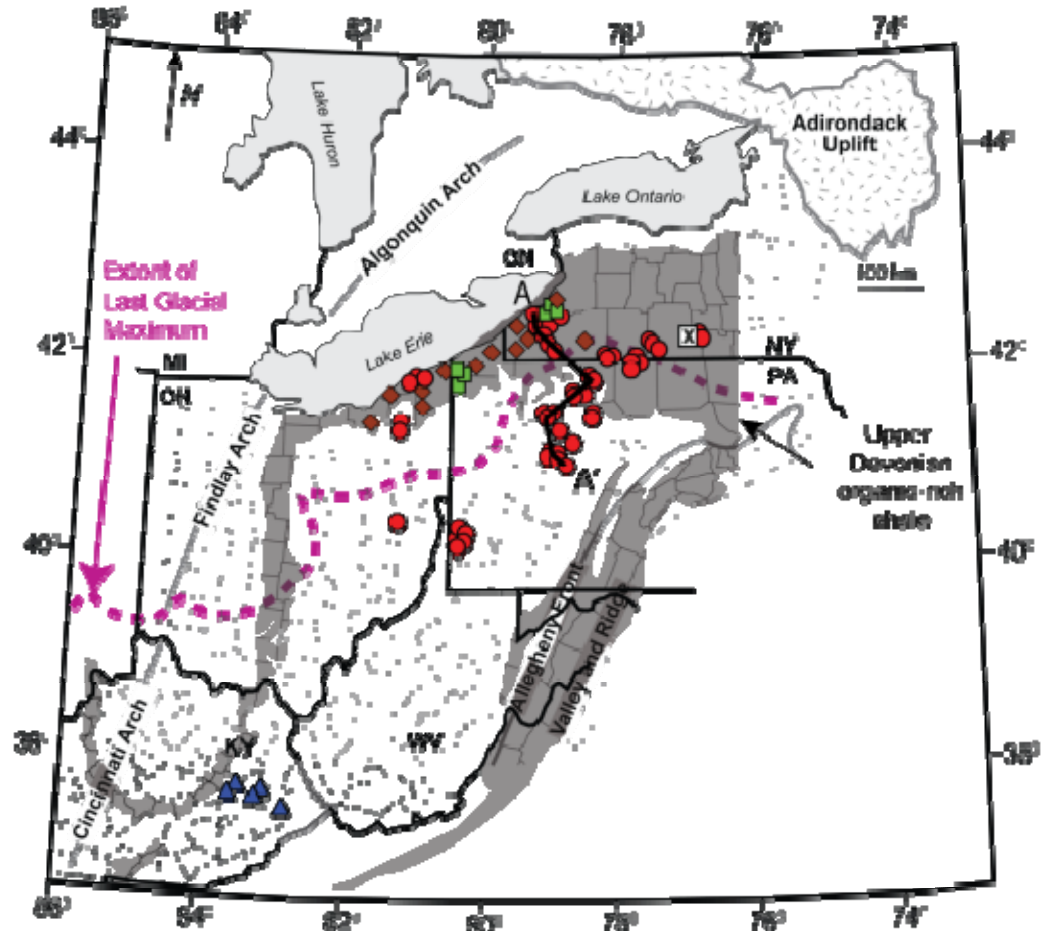 84°
82°
80°
78°
76°
74°
N
Lake Huron
Adirondack
Uplift
44°
44°
Algonquin Arch
Lake Ontario
100 km
ON
Extent of
Last Glacial
Maximum
A
Lake Erie
X
42°
42°
NY
PA
MI
OH
Findlay Arch
Upper
Devonian
organic-rich
shale
A'
40°
40°
Allegheny Front
Valley and Ridge
Cincinnati Arch
KY
WV
38°
84°
82°
80°
76°
74°